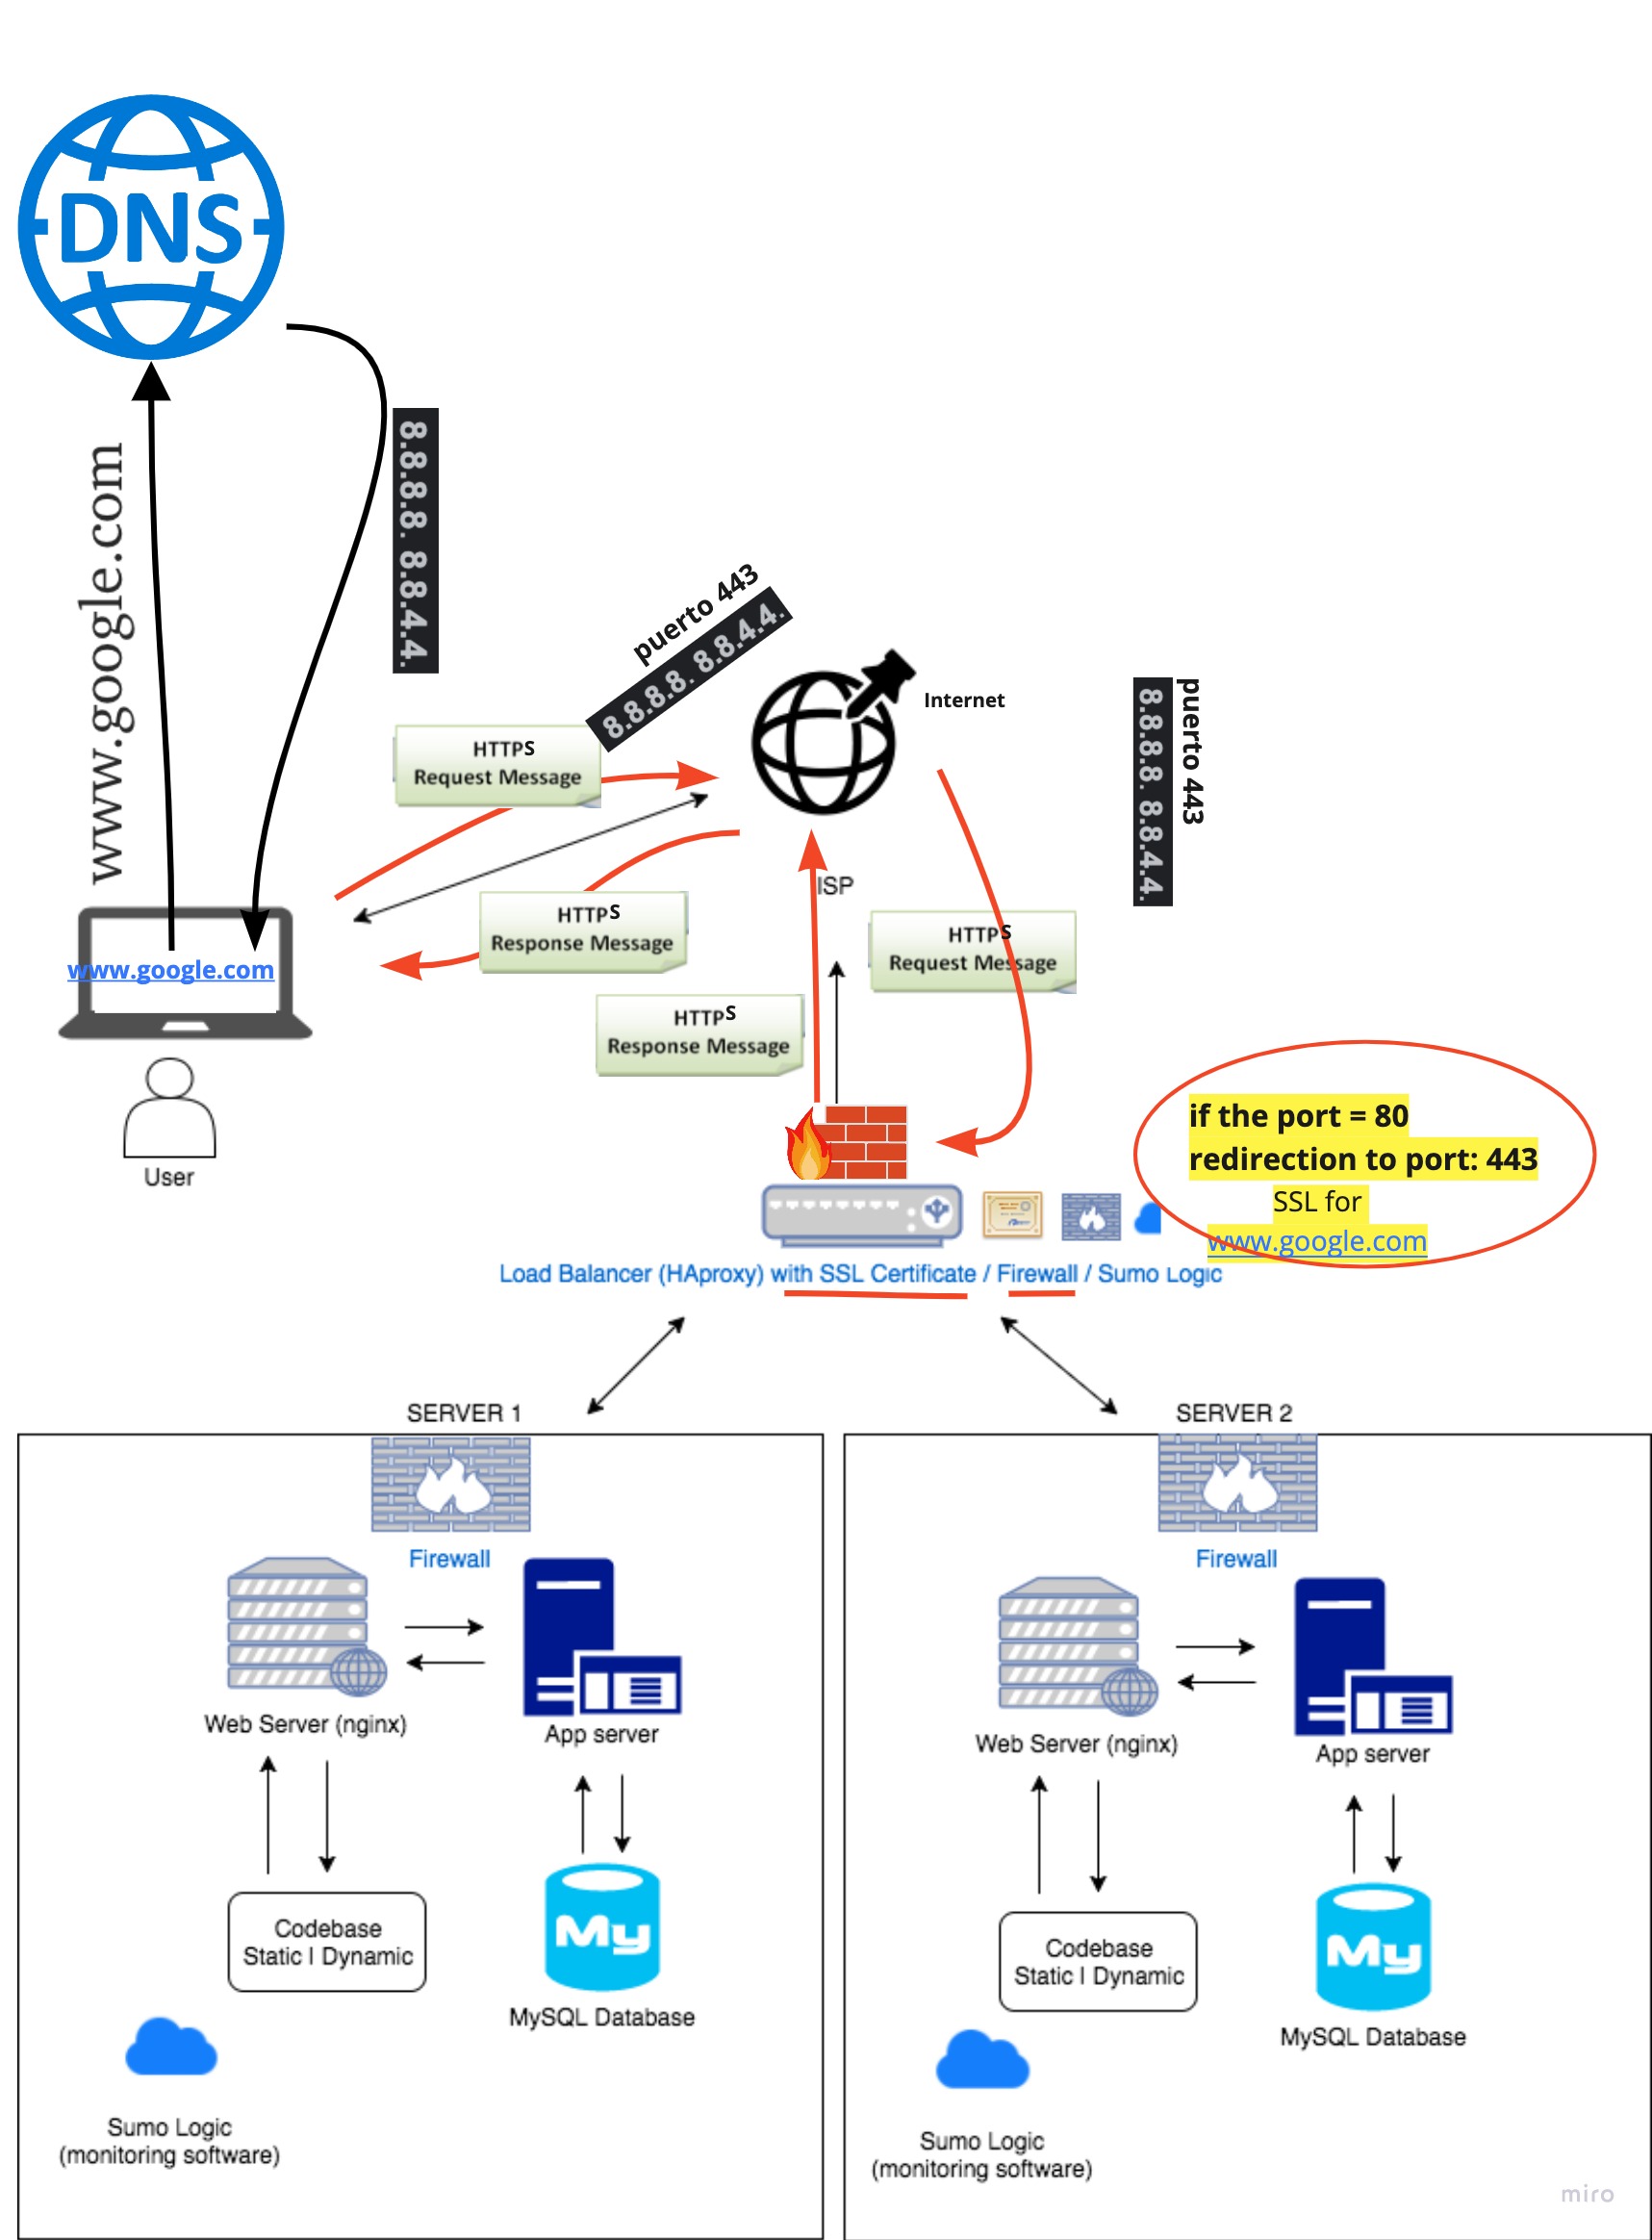 DNS
www.google.com
8.8.8.8. 8.8.4.4.
puerto 443
8.8.8.8. 8.8.4.4.
Internet
puerto 443
8.8.8.8. 8.8.4.4.
HTTPS
Request Message
ISP
HTTPS
Response Message
HTTPS
Request Message
www.google.com
HTTPS
Response Message
User
if the port = 80
redirection to port: 443
SSL for
www.google.com
Load Balancer (HAproxy) with SSL Certificate / Firewall / Sumo Logic
SERVER 1
Firewall
Web Server (nginx)
App server
Codebase
Static | Dynamic
My
MySQL Database
Sumo Logic
(monitoring software)
SERVER 2
Firewall
Web Server (nginx)
App server
Codebase
Static | Dynamic
My
MySQL Database
Sumo Logic
(monitoring software)
miro